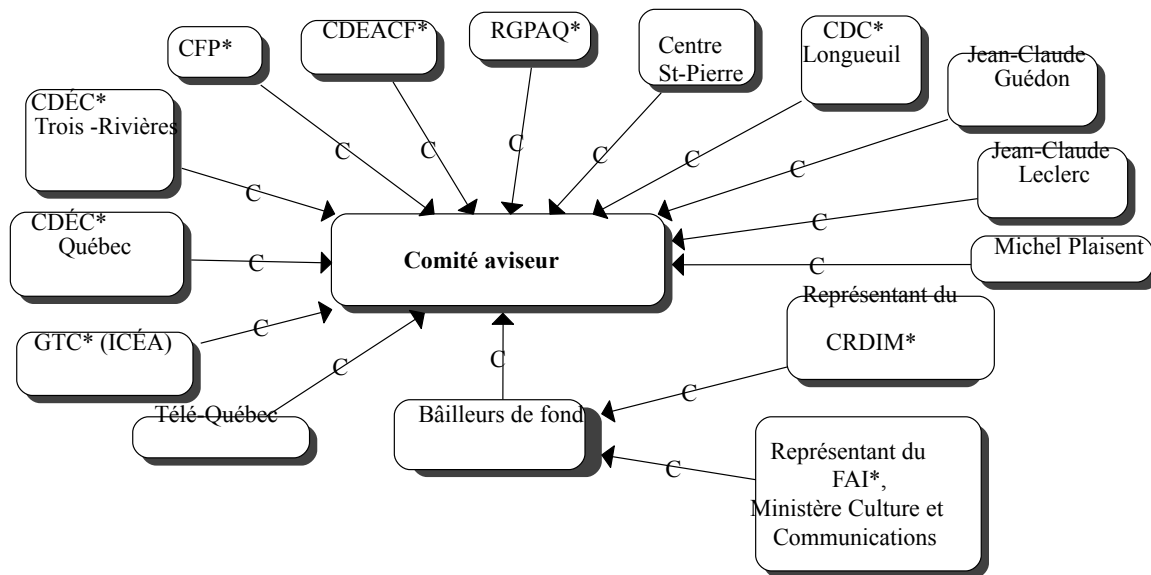 CFP*
CDEACF*
RGPAQ*
Centre
St-Pierre
CDC*
Longueuil
Jean-Claude
Guédon
CDÉC*
Trois -Rivières
C
C
C
C
C
C
C
Jean-Claude
Leclerc
CDÉC*
Québec
C
Comité aviseur
C
C
Michel Plaisent
GTC* (ICÉA)
C
C
C
Représentant du
CRDIM*
Télé-Québec
Bâilleurs de fond
C
C
Représentant du
FAI*,
Ministère Culture et
Communications